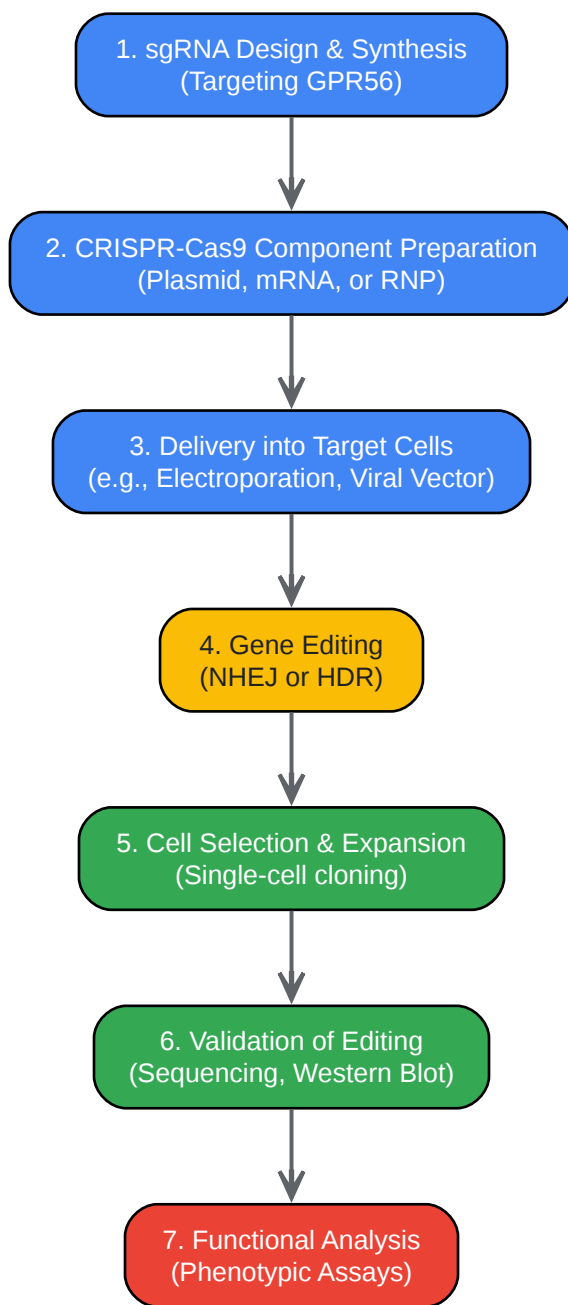 1. sgRNA Design & Synthesis
(Targeting GPR56)
2. CRISPR-Cas9 Component Preparation
(Plasmid, mRNA, or RNP)
3. Delivery into Target Cells
(e.g., Electroporation, Viral Vector)
4. Gene Editing
(NHEJ or HDR)
5. Cell Selection & Expansion
(Single-cell cloning)
6. Validation of Editing
(Sequencing, Western Blot)
7. Functional Analysis
(Phenotypic Assays)